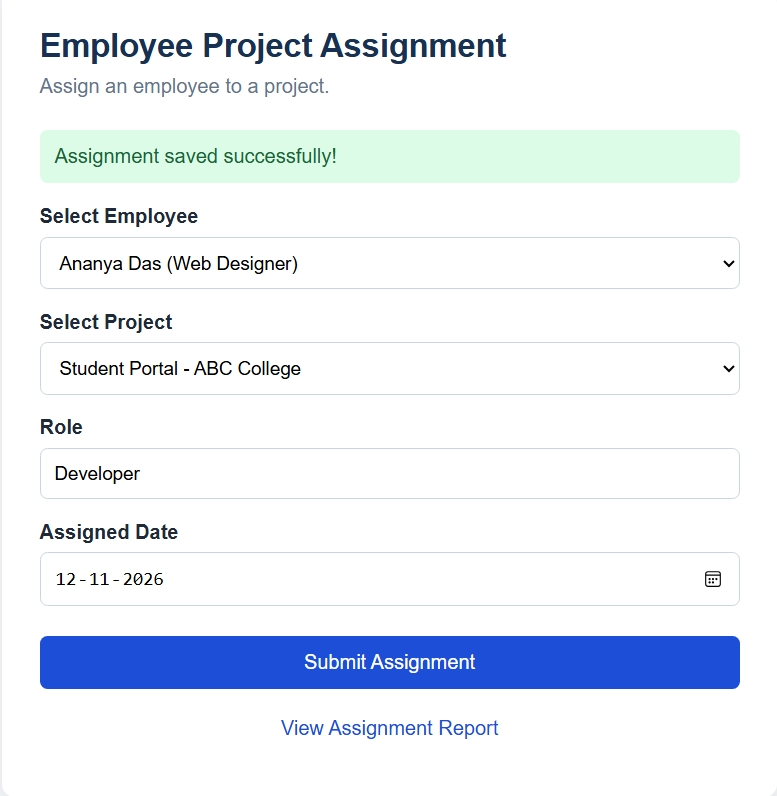 Employee Project Assignment
Assign an employee to a project.
Assignment saved successfully!
Select Employee
Ananya Das (Web Designer)
Select Project
Student Portal - ABC College
Role
Developer
Assigned Date
12-11-2026
Submit Assignment
View Assignment Report